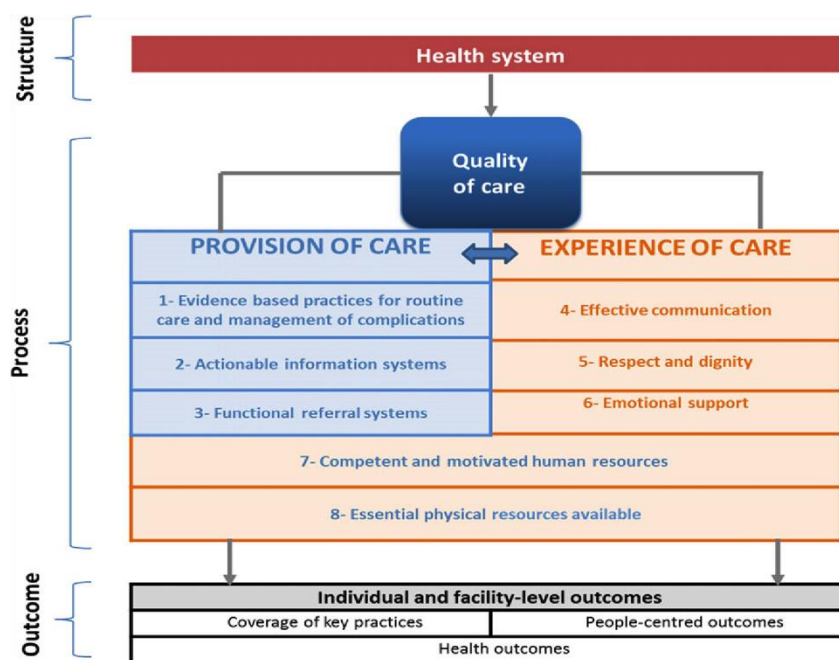 Structure
Health system
Process
Quality
of care
PROVISION OF CARE
EXPERIENCE OF CARE
1- Evidence based practices for routine
care and management of complications
4- Effective communication
2- Actionable information systems
5- Respect and dignity
3- Functional referral systems
6- Emotional support
7- Competent and motivated human resources
8- Essential physical resources available
Outcome
Individual and facility-level outcomes
Coverage of key practices
People-centred outcomes
Health outcomes